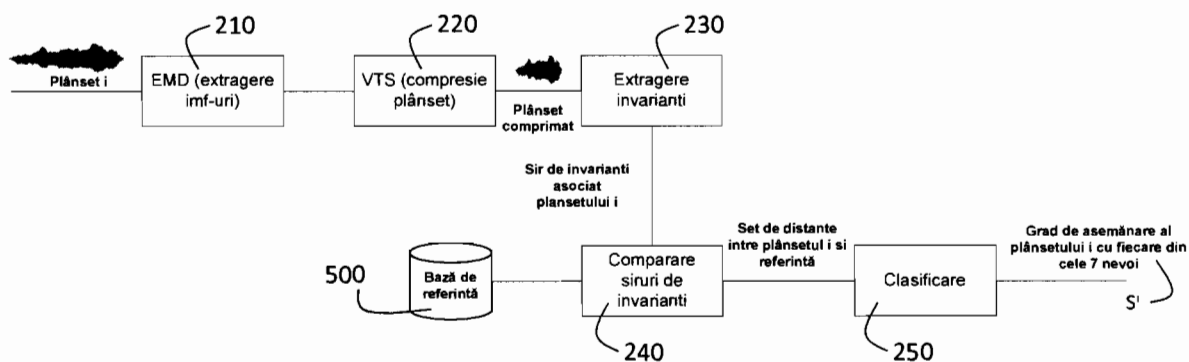 210
220
230
Plânset i
EMD (extragere
imf-uri)
VTS (compresie
plânset)
Plânset
comprimat
Extragere
invarianti
Sir de invarianti
asociat
plansetului i
500
Bază de
referintă
Comparare
siruri de
invarianti
240
Set de distante
intre plânsetul i si
referintă
Clasificare
250
Grad de asemănare al
plânsetului i cu fiecare din
cele 7 nevoi
S'